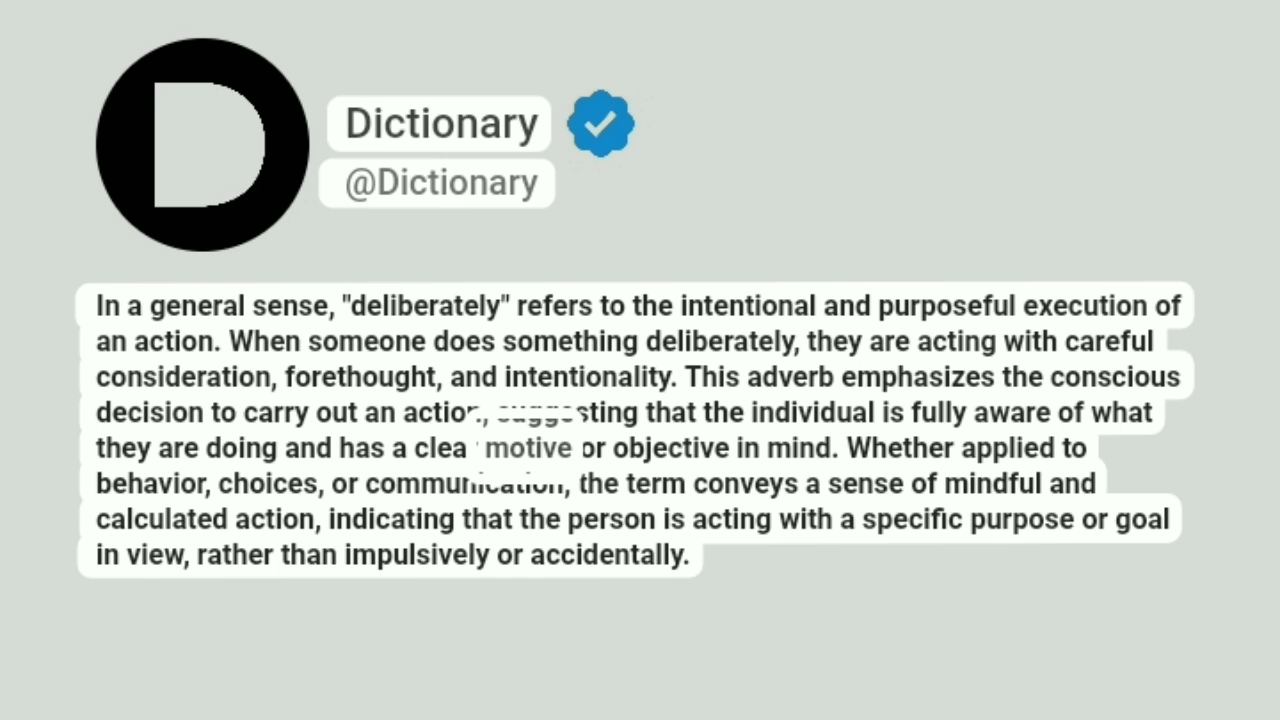 D
Dictionary
@Dictionary
In a general sense, "deliberately" refers to the intentional and purposeful execution of
an action. When someone does something deliberately, they are acting with careful
consideration, forethought, and intentionality. This adverb emphasizes the conscious
decision to carry out an action, suggesting that the individual is fully aware of what
they are doing and has a clear motive or objective in mind. Whether applied to
behavior, choices, or communication, the term conveys a sense of mindful and
calculated action, indicating that the person is acting with a specific purpose or goal
in view, rather than impulsively or accidentally.